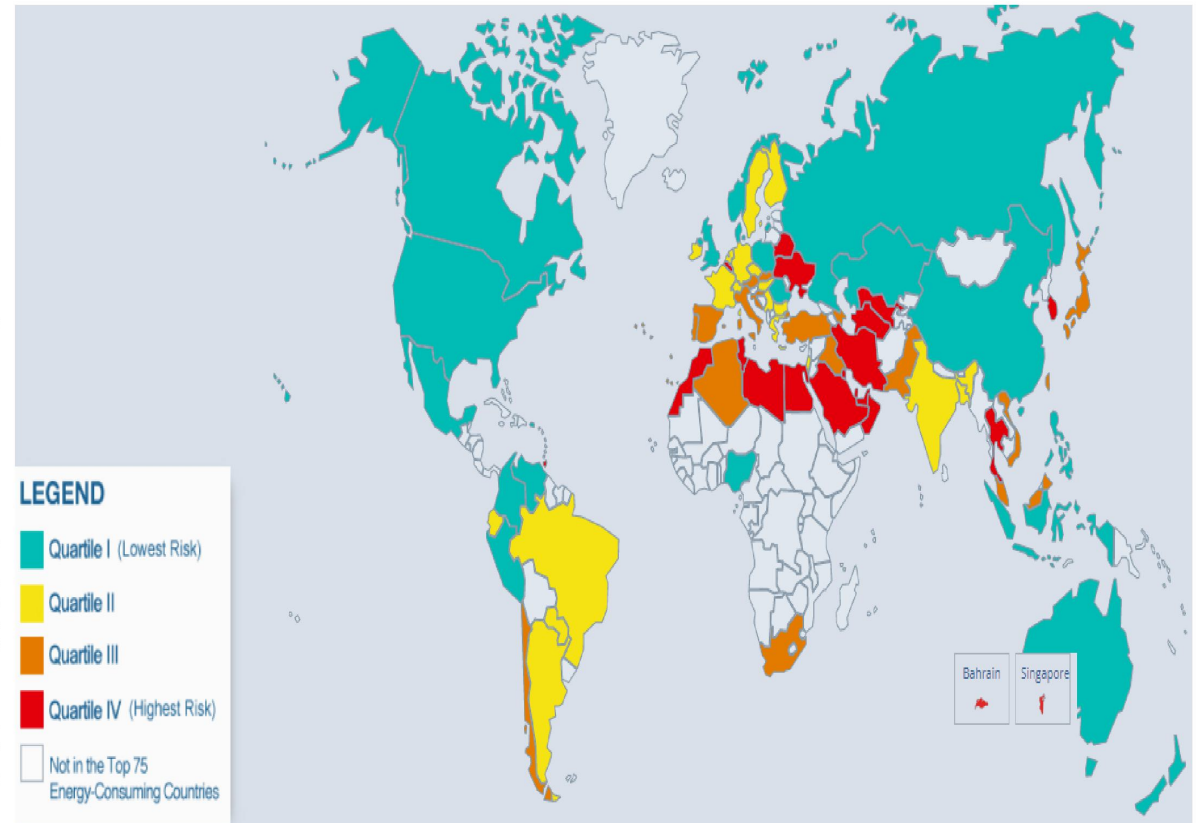 LEGEND
Quartile I (Lowest Risk)
Quartile II
Quartile III
Quartile IV (Highest Risk)
Not in the Top 75
Energy-Consuming Countries
Bahrain
Singapore